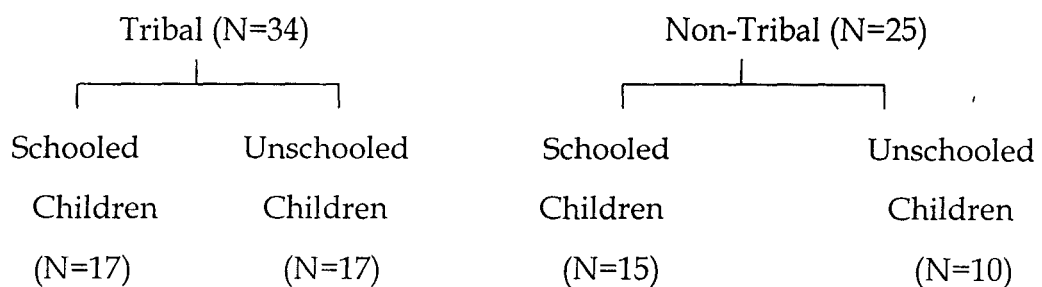 Tribal (N=34) Non-Tribal (N=25)
Schooled Unschooled Schooled Unschooled
Children Children Children Children
(N=17) (N=17) (N=15) (N=10)